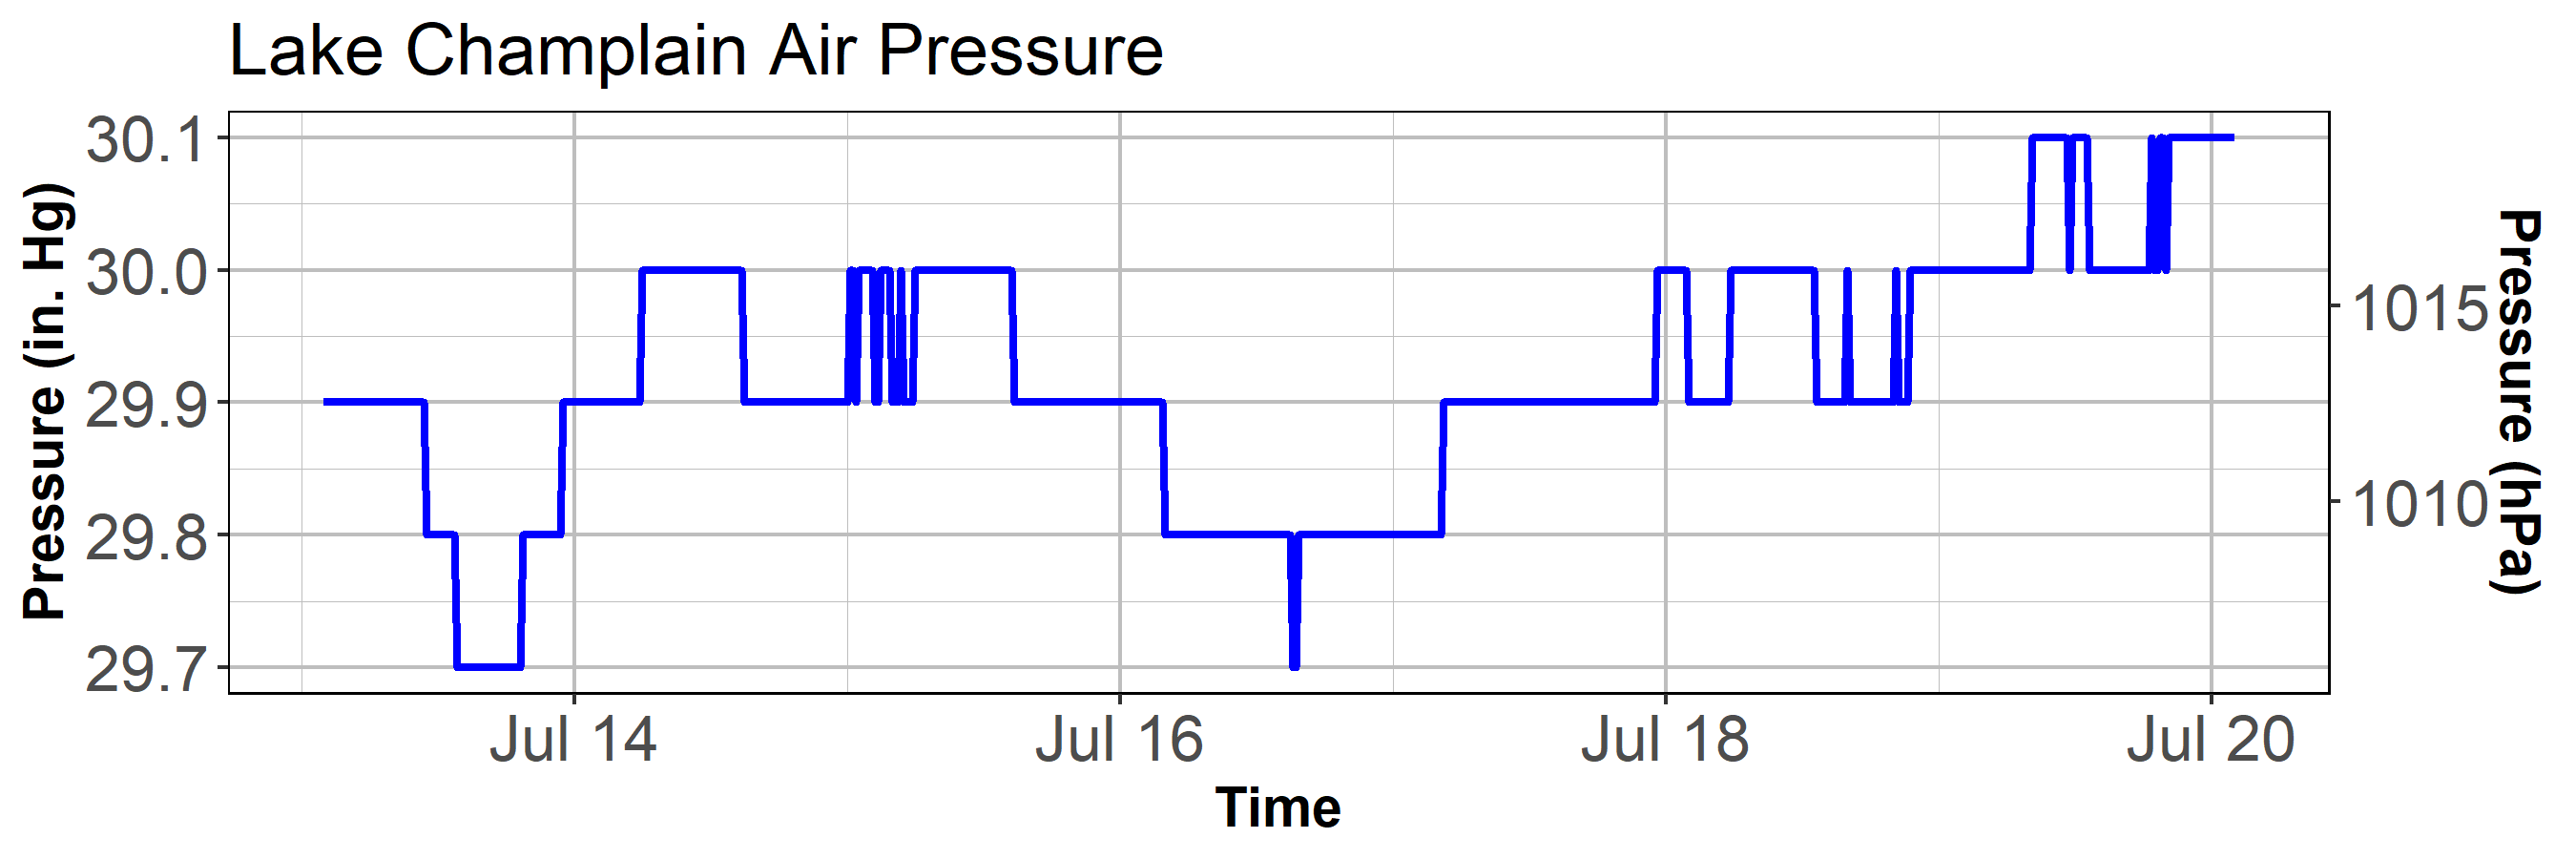 Lake Champlain Air Pressure
Pressure (in. Hg)
30.1
30.0
29.9
29.8
29.7
1015
1010
Pressure (hPa)
Jul 14
Jul 16
Jul 18
Jul 20
Time